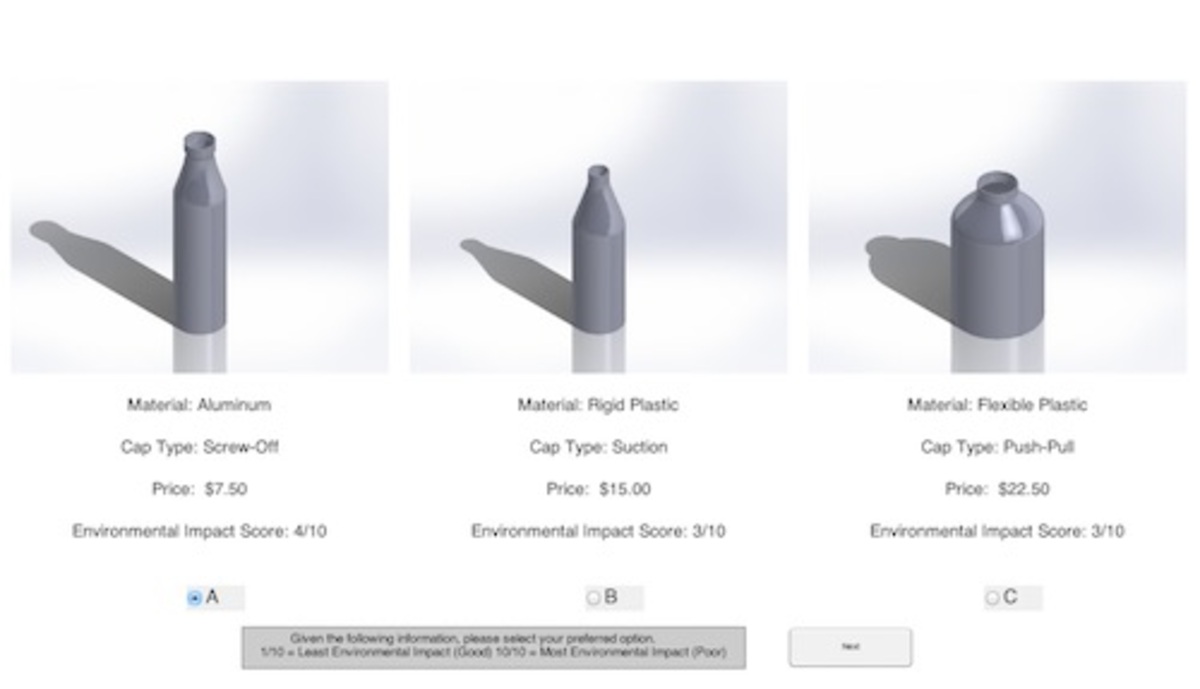 Material: Aluminum
Cap Type: Screw-Off
Price: $7.50
Environmental Impact Score: 4/10
A
Material: Rigid Plastic
Cap Type: Suction
Price: $15.00
Environmental Impact Score: 3/10
B
Material: Flexible Plastic
Cap Type: Push-Pull
Price: $22.50
Environmental Impact Score: 3/10
C
Given the following information, please select your preferred option.
1/10 = Least Environmental Impact (Good) 10/10 = Most Environmental Impact (Poor)
Next